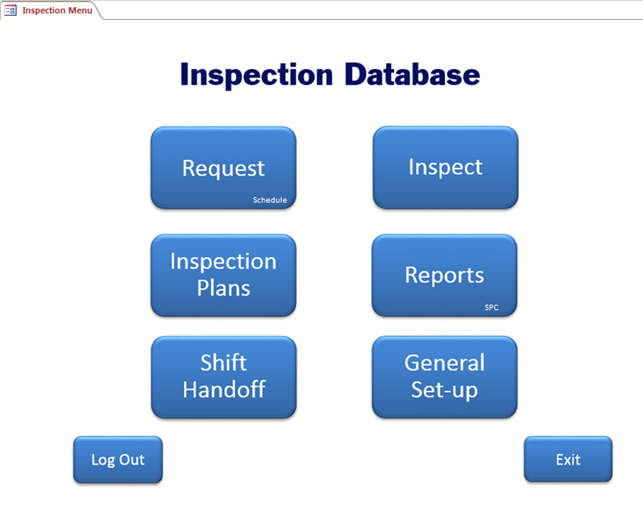 Inspection Menu
Inspection Database
Request
Schedule
Inspect
Inspection
Plans
Reports
SPC
Shift
Handoff
General
Set-up
Log Out
Exit